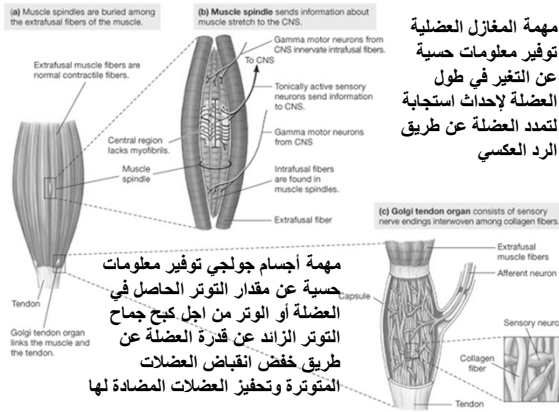 (a) Muscle spindles are buried among
the extrafusal fibers of the muscle.
Extrafusal muscle fibers are
normal contractile fibers.
Muscle
spindle
Tendon
Golgi tendon organ
links the muscle and
the tendon.
(b) Muscle spindle sends information about
muscle stretch to the CNS.
Gamma motor neurons from
CNS innervate intrafusal fibers.
To CNS
Tonically active sensory
neurons send information
to CNS.
Central region
lacks myofibrils.
Gamma motor neurons
from CNS
Intrafusal fibers
are found in
muscle spindles.
Extrafusal fiber
مهمة المغازل العضلية
توفير معلومات حسية
عن التغير في طول
العضلة لإحداث استجابة
لتمدد العضلة عن طريق
الرد العكسي
(c) Golgi tendon organ consists of sensory
nerve endings interwoven among collagen fibers.
Extrafusal
muscle fibers
Afferent neuron
Capsule
Sensory neuron
Collagen
fiber
Tendon
مهمة أجسام جولجي توفير معلومات
حسية عن مقدار التوتر الحاصل في
العضلة أو الوتر من اجل كبح جماح
التوتر الزائد عن قدرة العضلة عن
طريق خفض انقباض العضلات
المتوترة وتحفيز العضلات المضادة لها